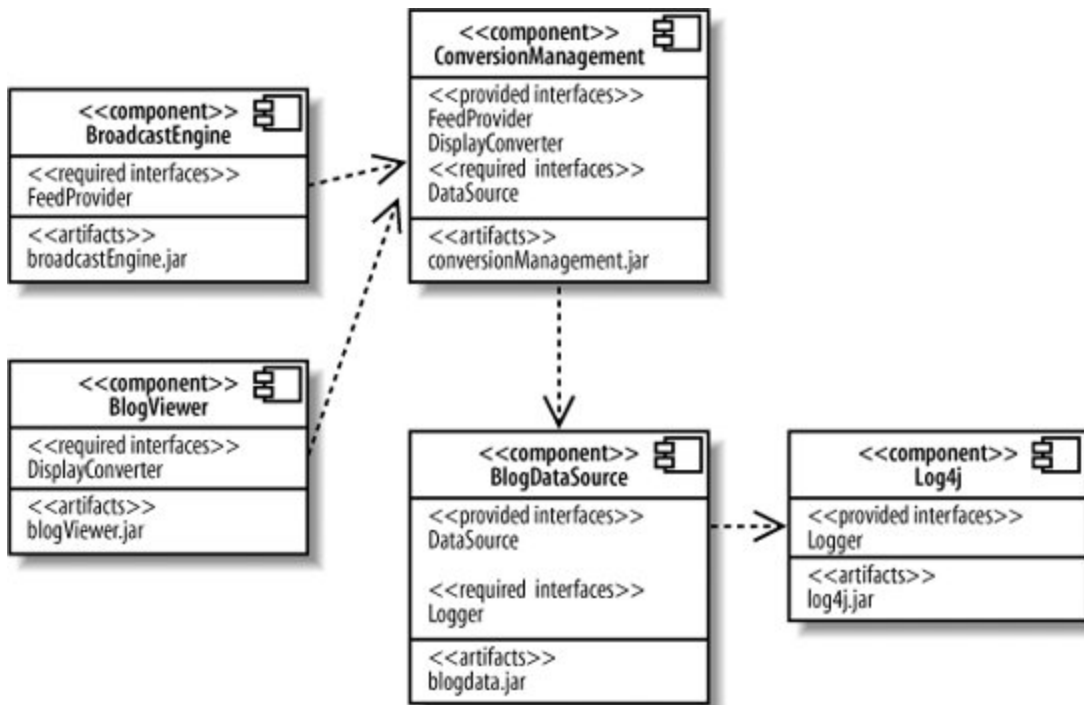 <<component>>
BroadcastEngine
<<required interfaces>>
FeedProvider
<<artifacts>>
broadcastEngine.jar
<<component>>
ConversionManagement
<<provided interfaces>>
FeedProvider
DisplayConverter
<<required interfaces>>
DataSource
<<artifacts>>
conversionManagement.jar
<<component>>
BlogViewer
<<required interfaces>>
DisplayConverter
<<artifacts>>
blogViewer.jar
<<component>>
BlogDataSource
<<provided interfaces>>
DataSource
<<required interfaces>>
Logger
<<artifacts>>
blogdata.jar
<<component>>
Log4j
<<provided interfaces>>
Logger
<<artifacts>>
log4j.jar